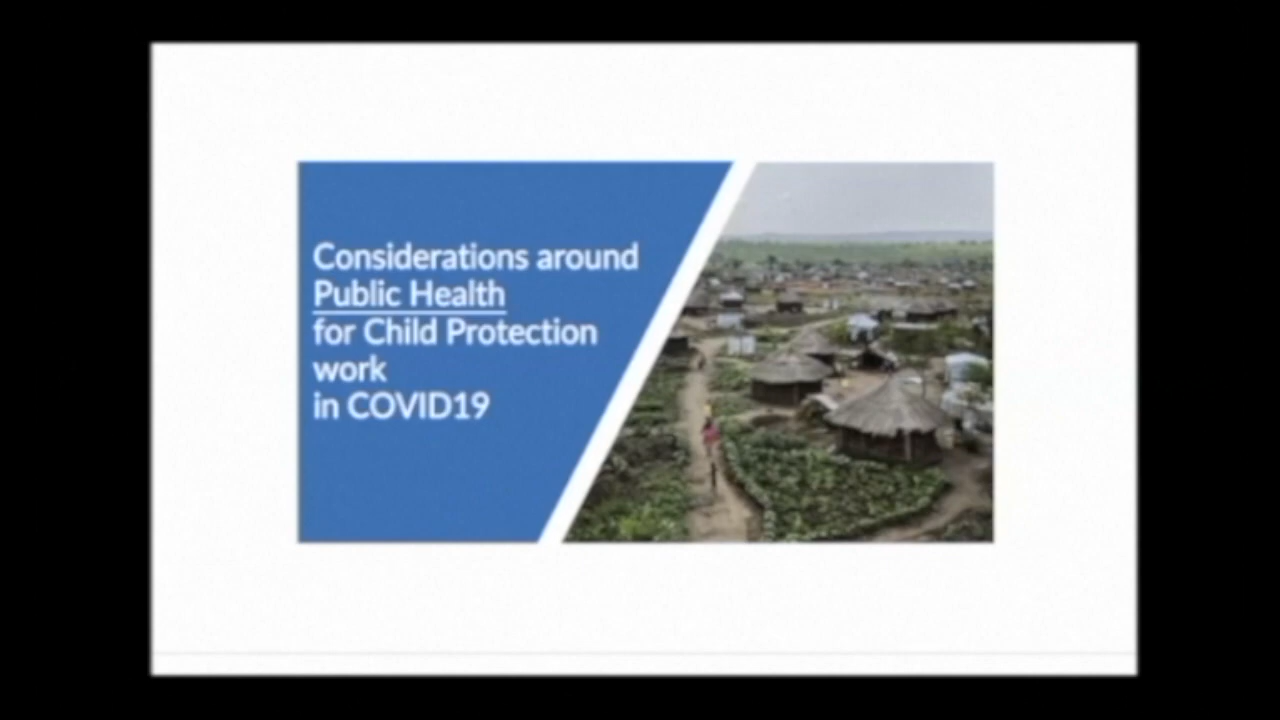 Considerations around
Public Health
for Child Protection
work
in COVID19